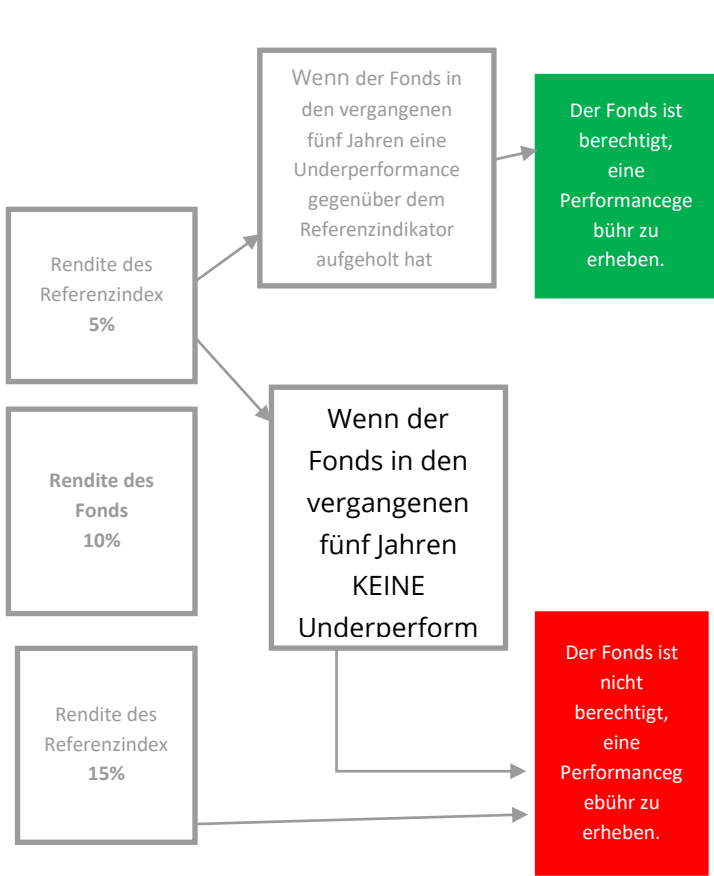 Wenn der Fonds in
den vergangenen
fünf Jahren eine
Underperformance
gegenüber dem
Referenzindikator
aufgeholt hat
Der Fonds ist
berechtigt,
eine
Performancege
bühr zu
erheben.
Rendite des
Referenzindex
5%
Rendite des
Fonds
10%
Wenn der
Fonds in den
vergangenen
fünf Jahren
KEINE
Underperform
Rendite des
Referenzindex
15%
Der Fonds ist
nicht
berechtigt,
eine
Performanceg
ebühr zu
erheben.